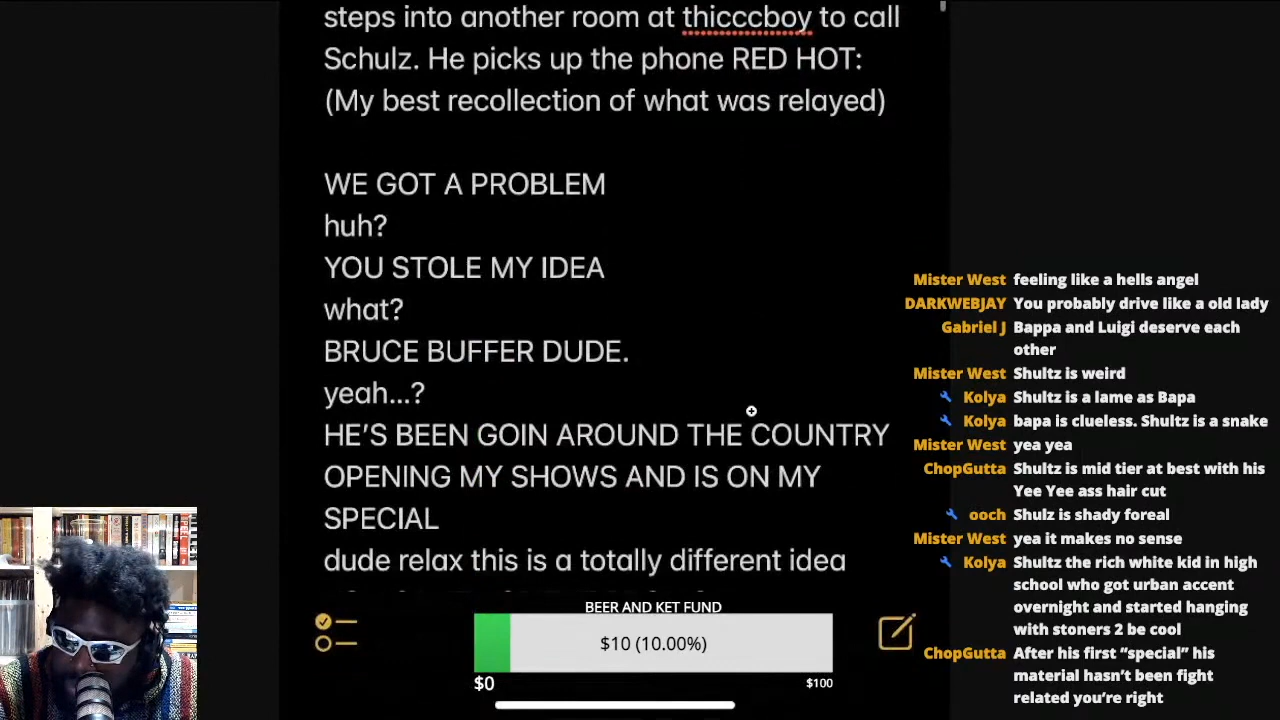 steps into another room at thicccboy to call
Schulz. He picks up the phone RED HOT:
(My best recollection of what was relayed)
WE GOT A PROBLEM
huh?
YOU STOLE MY IDEA
what?
BRUCE BUFFER DUDE.
yeah...?
HE'S BEEN GOIN AROUND THE COUNTRY
OPENING MY SHOWS AND IS ON MY
SPECIAL
dude relax this is a totally different idea
BEER AND KET FUND
$10 (10.00%)
$0
$100
Mister West feeling like a hells angel
DARKWEBJAY You probably drive like a old lady
Gabriel J Bappa and Luigi deserve each
other
Mister West Shultz is weird
Kolya Shultz is a lame as Bapa
Kolya bapa is clueless. Shultz is a snake
Mister West yea yea
ChopGutta Shultz is mid tier at best with his
Yee Yee ass hair cut
ooch Shulz is shady foreal
Mister West yea it makes no sense
Kolya Shultz the rich white kid in high
school who got urban accent
overnight and started hanging
with stoners 2 be cool
ChopGutta After his first “special” his
material hasn’t been fight
related you’re right